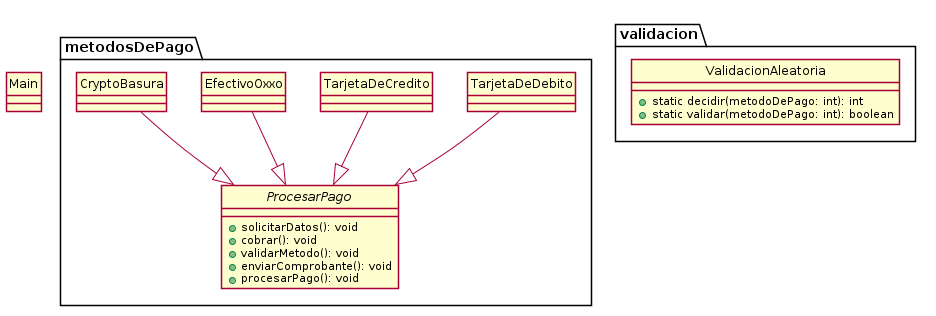 metodosDePago
Main
CryptoBasura
EfectivoOxxo
TarjetaDeCredito
TarjetaDeDebito
ProcesarPago
solicitarDatos(): void
cobrar(): void
validarMetodo(): void
enviarComprobante(): void
procesarPago(): void
validacion
ValidacionAleatoria
static decidir(metodoDePago: int): int
static validar(metodoDePago: int): boolean